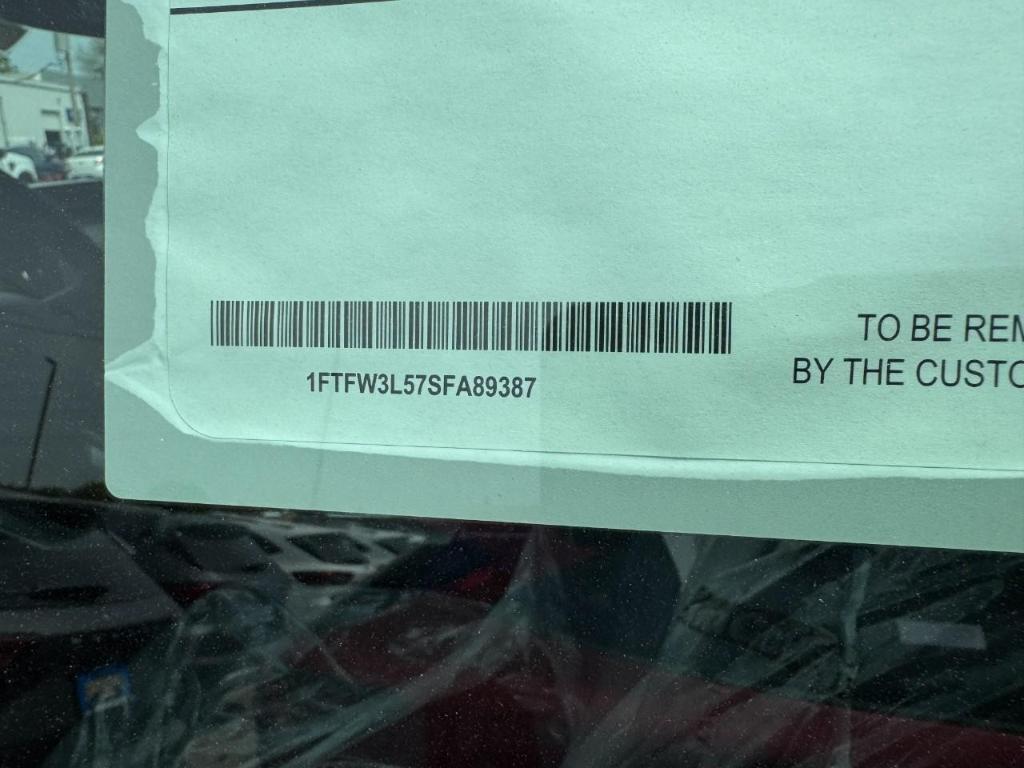 1FTFW3L57SFA89387
TO BE REM
BY THE CUSTO